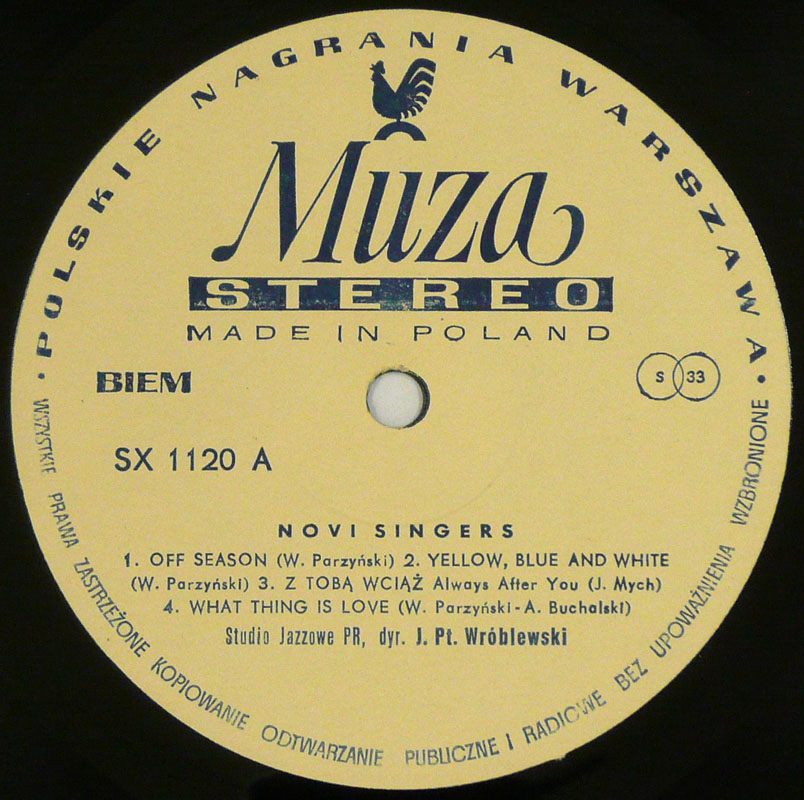 • POLSKIE NAGRANIA WARSZAWA •
Muza
STEREO
MADE IN POLAND
BIEM
S 33
SX 1120 A
NOVI SINGERS
1. OFF SEASON (W. Parzyński) 2. YELLOW, BLUE AND WHITE
(W. Parzyński) 3. Z TOBĄ WCIĄŻ Always After You (J. Mych)
4. WHAT THING IS LOVE (W. Parzyński - A. Buchalski)
Studio Jazzowe PR, dyr. J. Pt. Wróblewski
WSZYSTKIE PRAWA ZASTRZEŻONE KOPIOWANIE ODTWARZANIE PUBLICZNE I RADIOWE BEZ UPOWAŻNIENIA WZBRONIONE